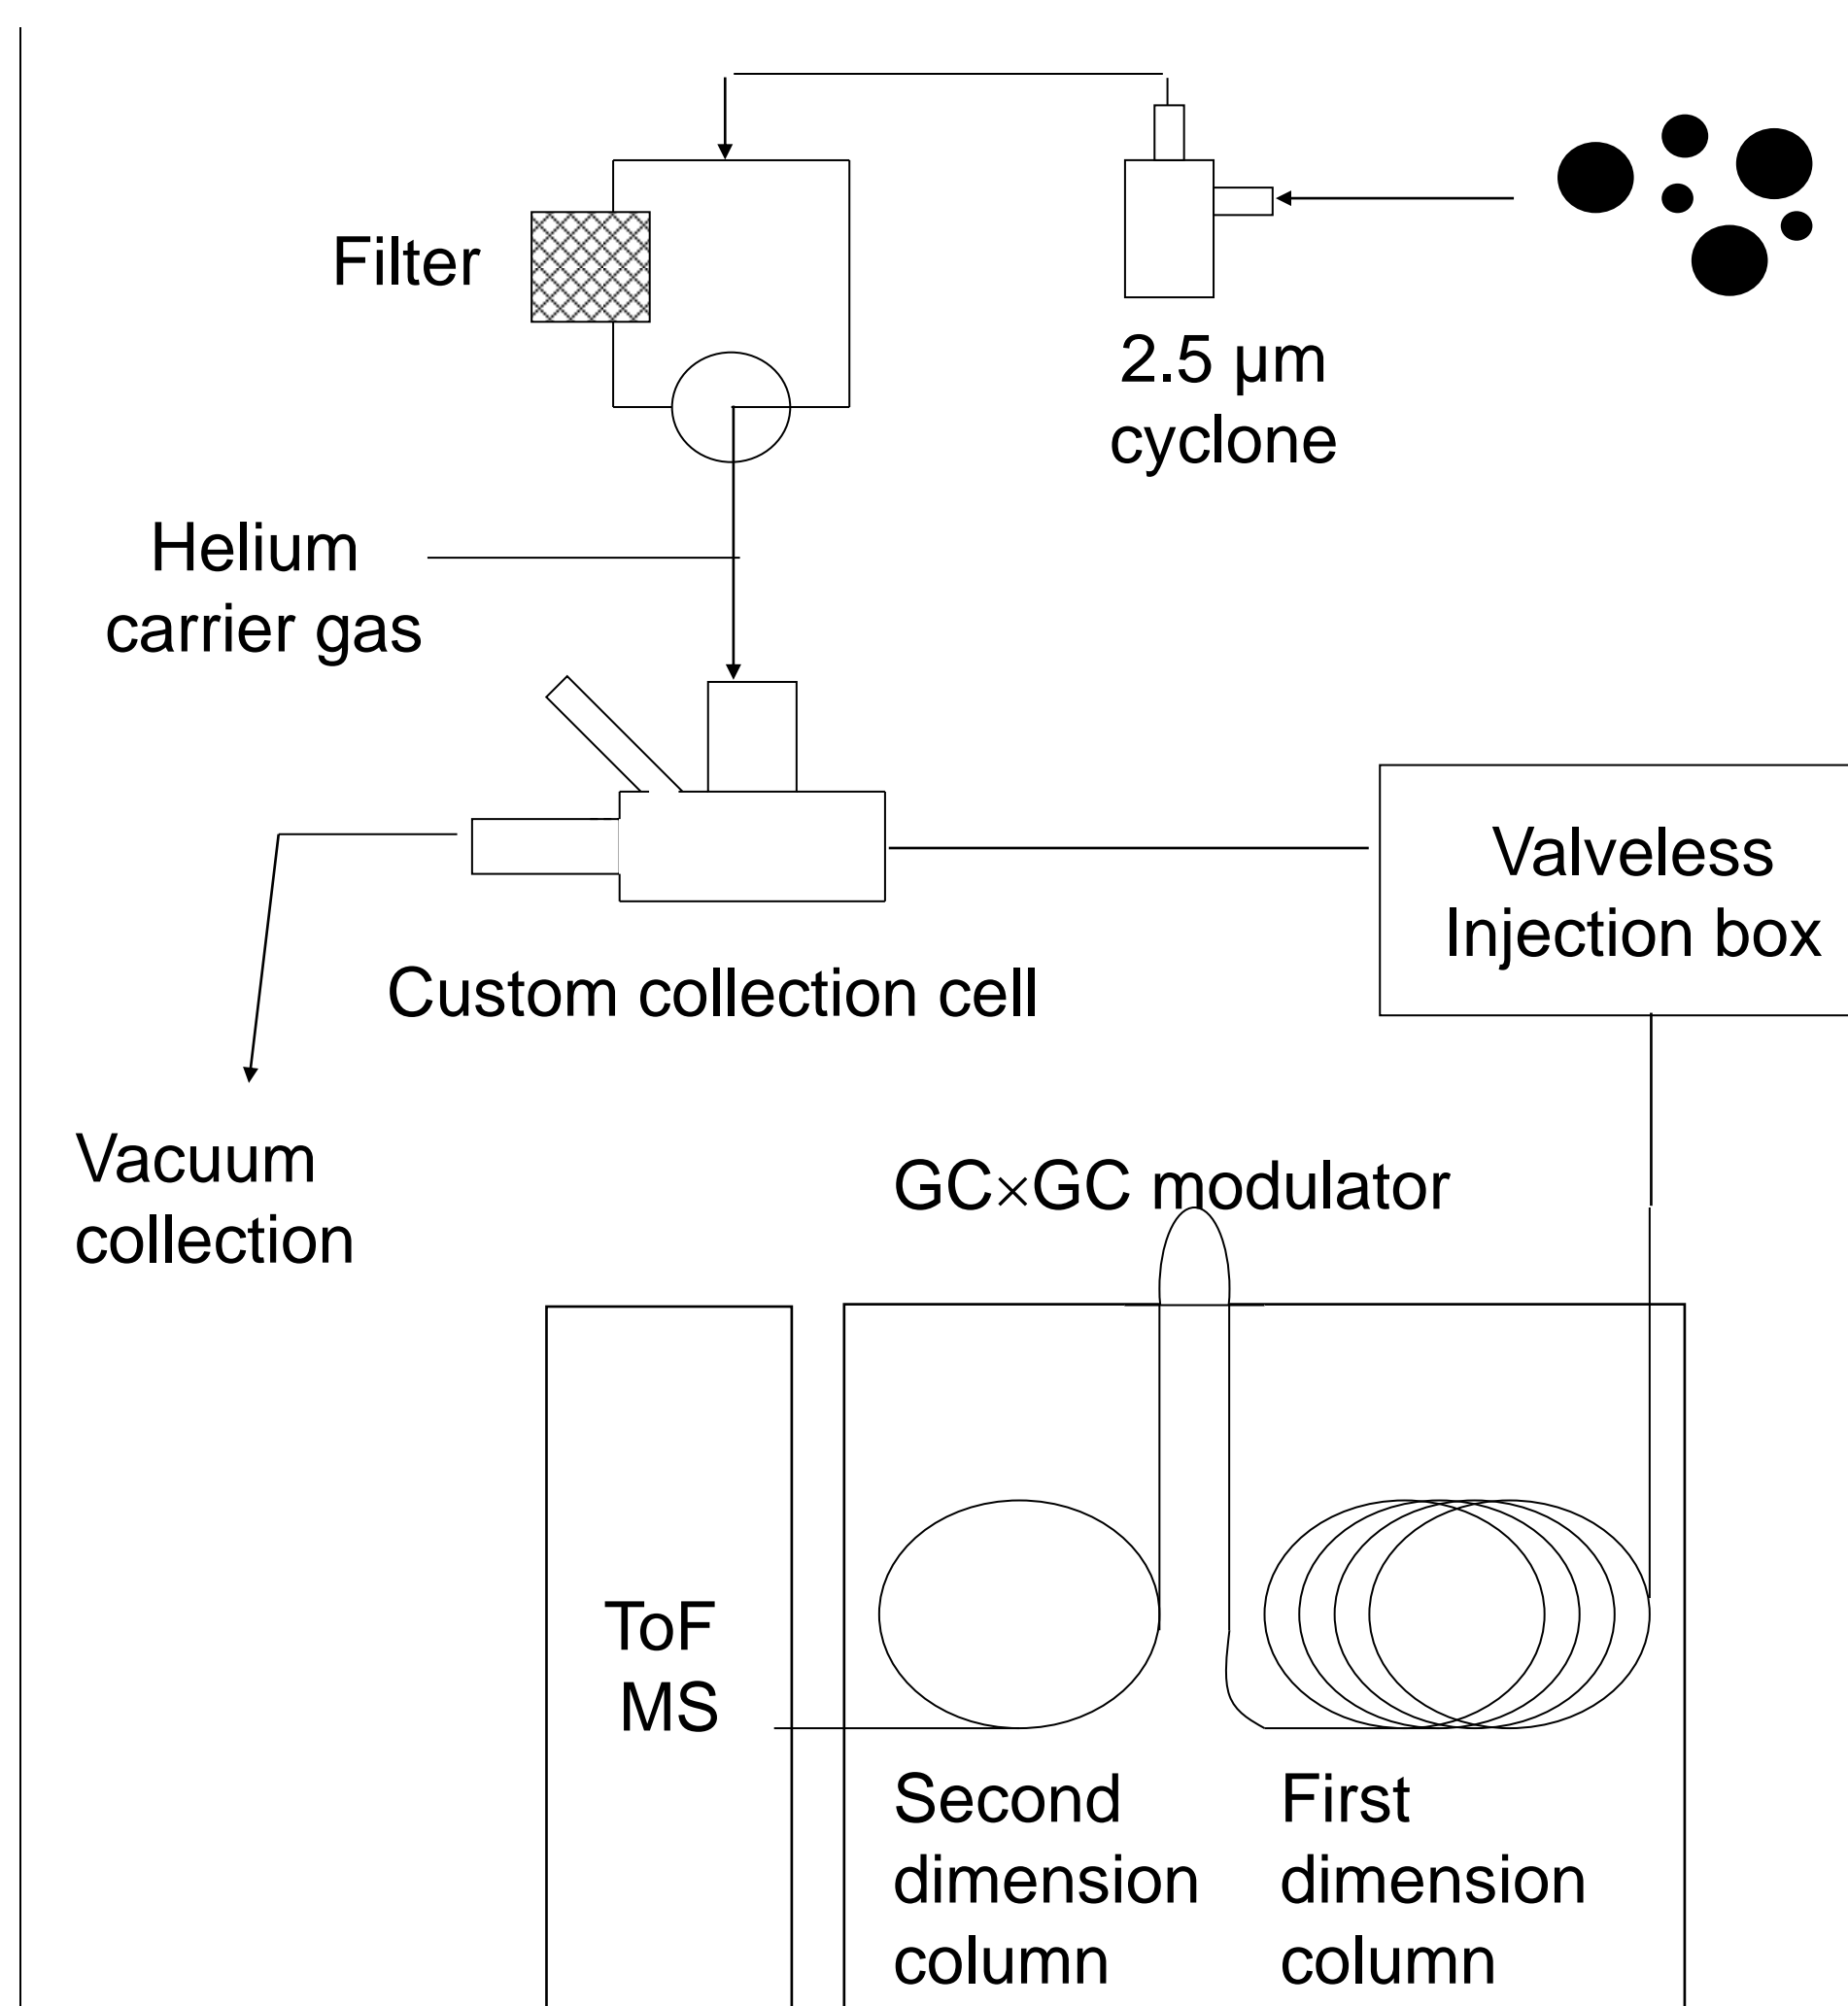 Filter
2.5 μm
cyclone
Helium
carrier gas
Valveless
Injection box
Custom collection cell
Vacuum
collection
GC×GC modulator
ToF
MS
Second
dimension
column
First
dimension
column